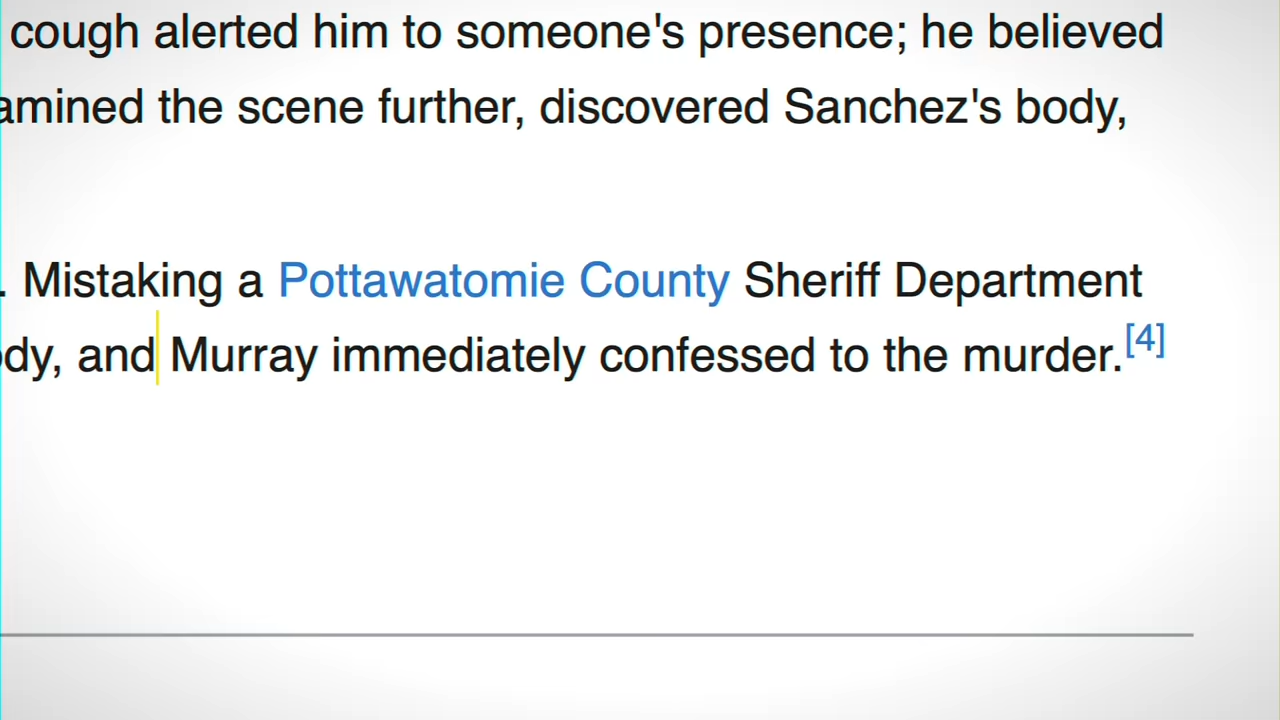 cough alerted him to someone's presence; he believed
amined the scene further, discovered Sanchez's body,
. Mistaking a Pottawatomie County Sheriff Department
dy, and Murray immediately confessed to the murder.[4]